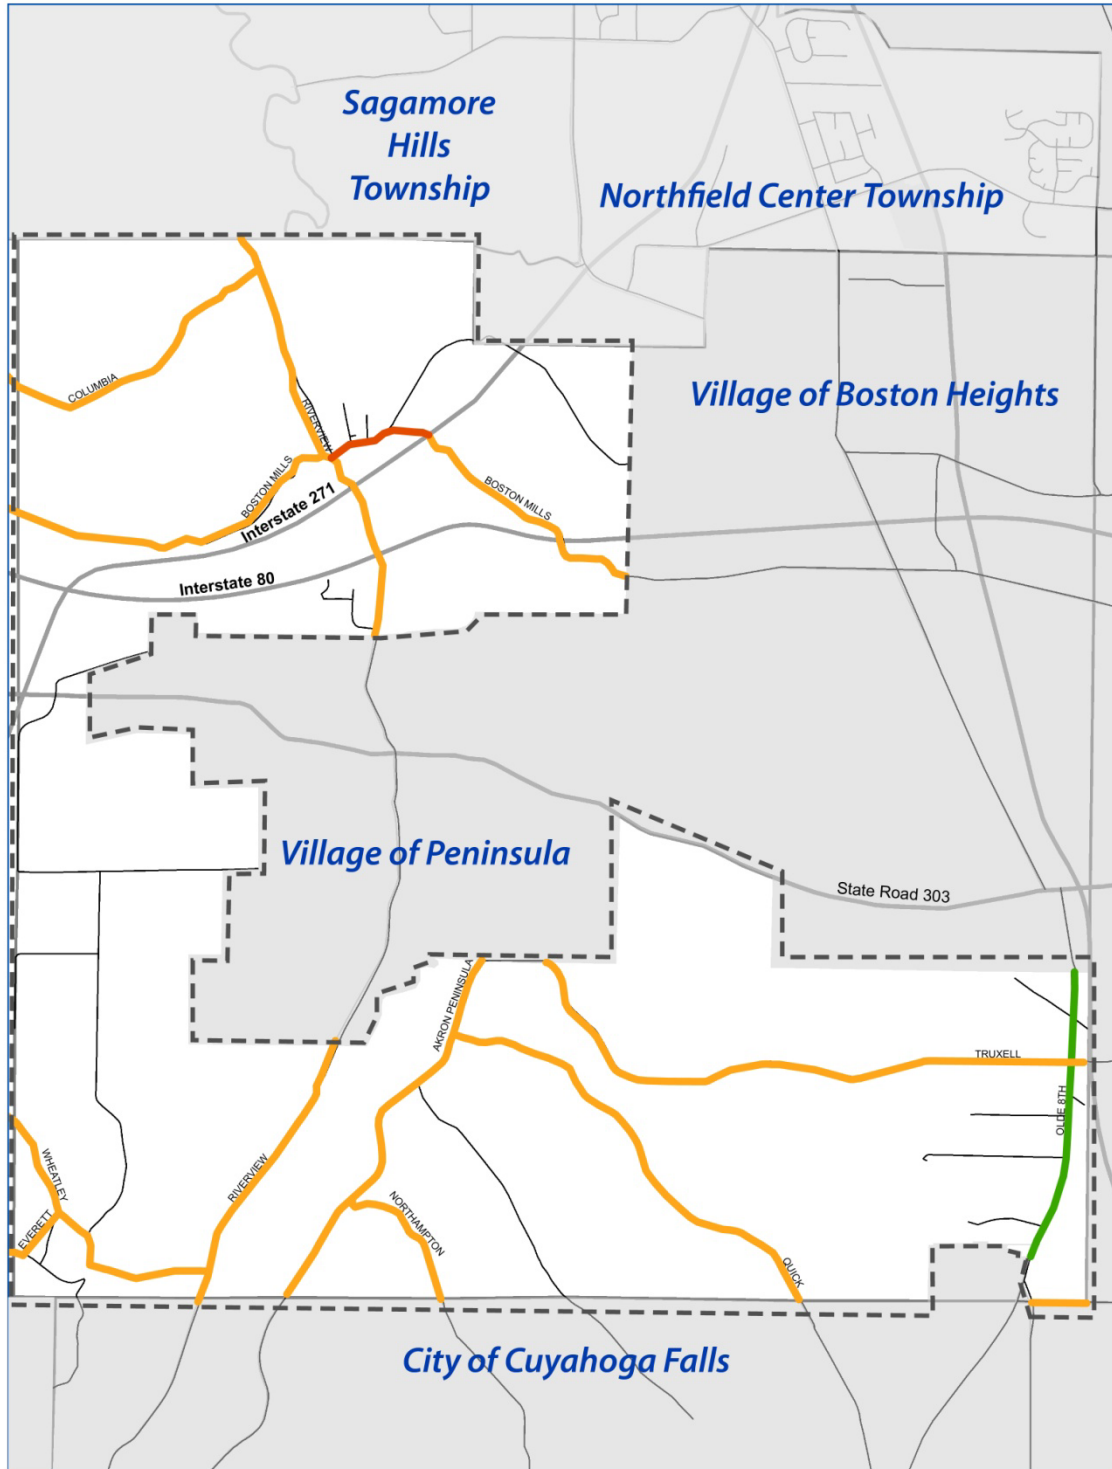 Sagamore
Hills
Township
Northfield Center Township
Village of Boston Heights
COLUMBIA
RIVERVIEW
BOSTON MILLS
BOSTON MILLS
Interstate 271
Interstate 80
Village of Peninsula
State Road 303
AKRON PENINSULA
TRUXELL
OLDE 8TH
WHEATLEY
EVERETT
RIVERVIEW
NORTHAMPTON
QUICK
City of Cuyahoga Falls